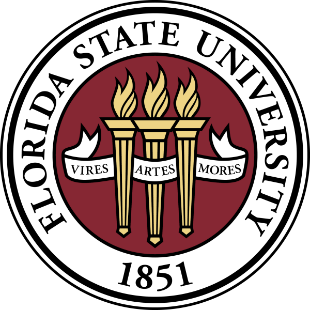 FLORIDA STATE UNIVERSITY
VIRES ARTES MORES
1851